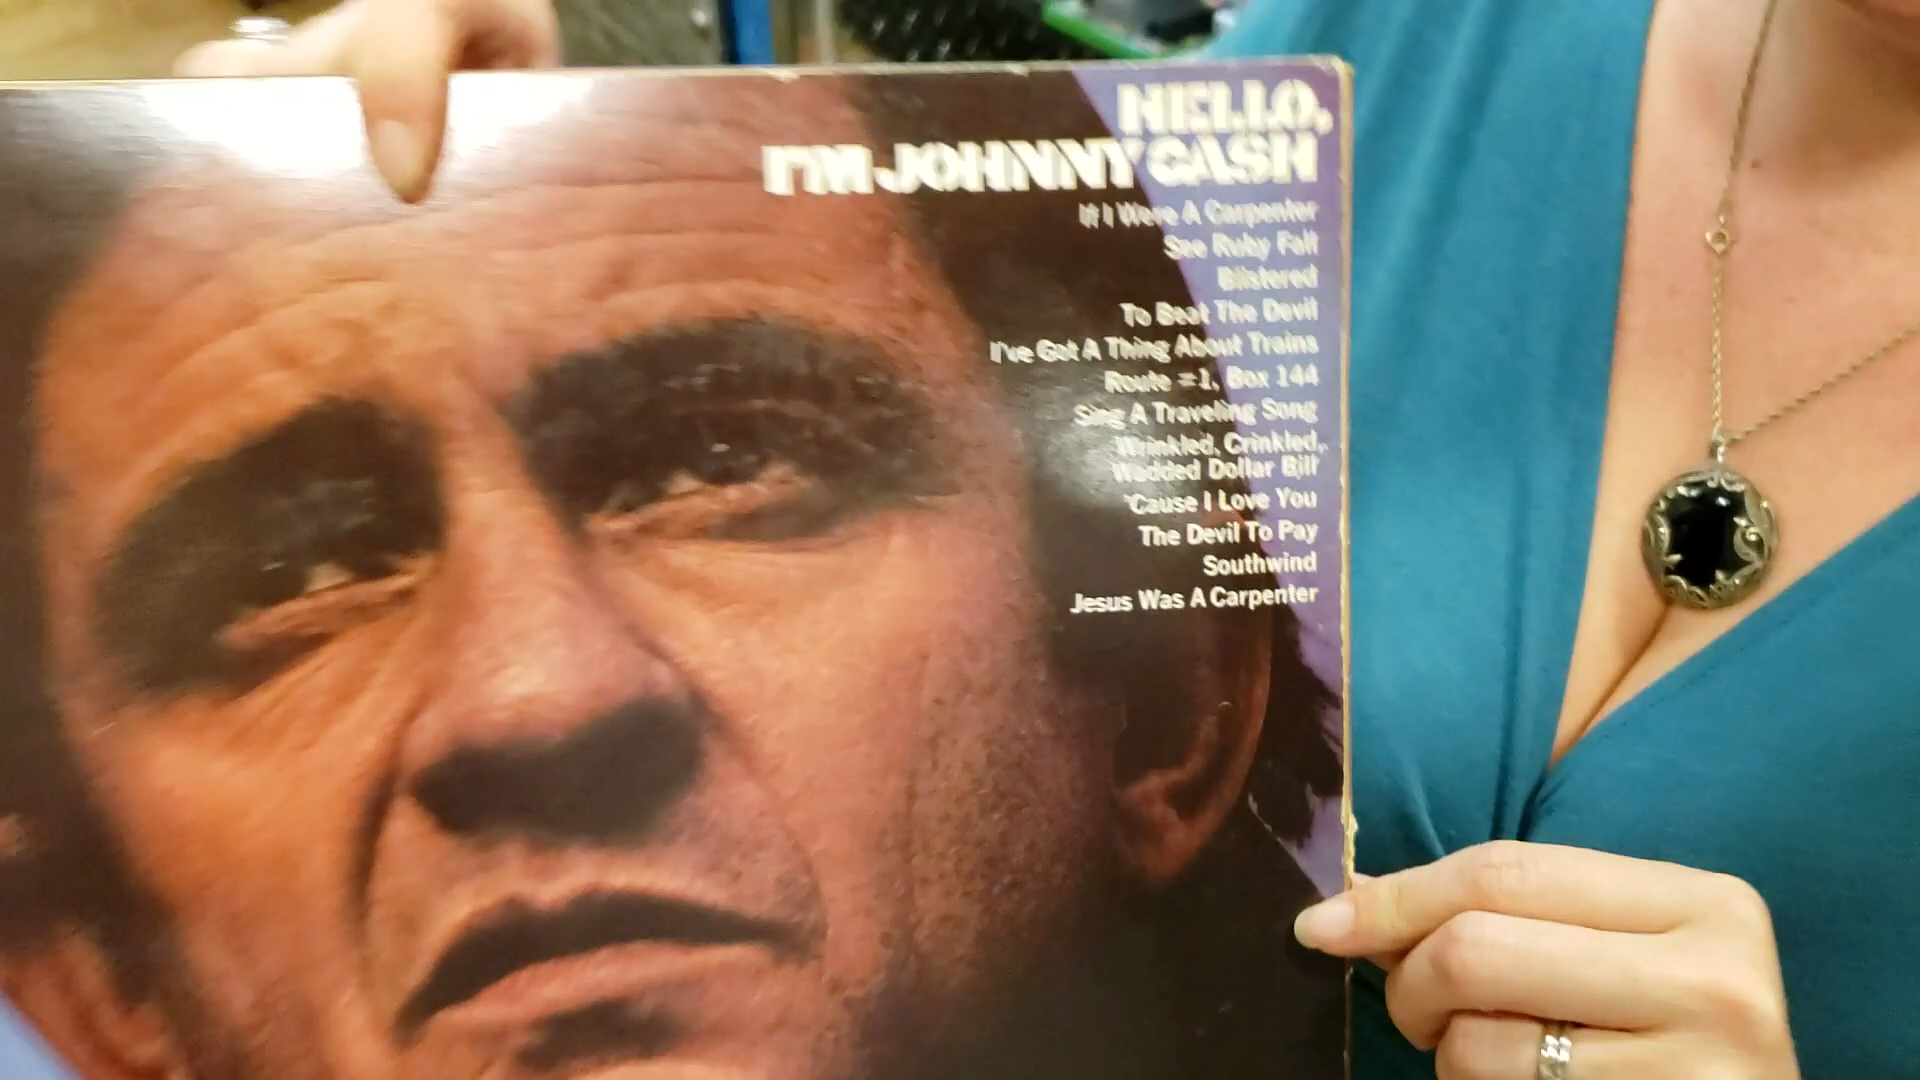 HELLO,
I'M JOHNNY CASH
If I Were A Carpenter
See Ruby Fall
Blistered
To Beat The Devil
I've Got A Thing About Trains
Route #1, Box 144
Sing A Traveling Song
Wrinkled, Crinkled,
Wadded Dollar Bill
'Cause I Love You
The Devil To Pay
Southwind
Jesus Was A Carpenter